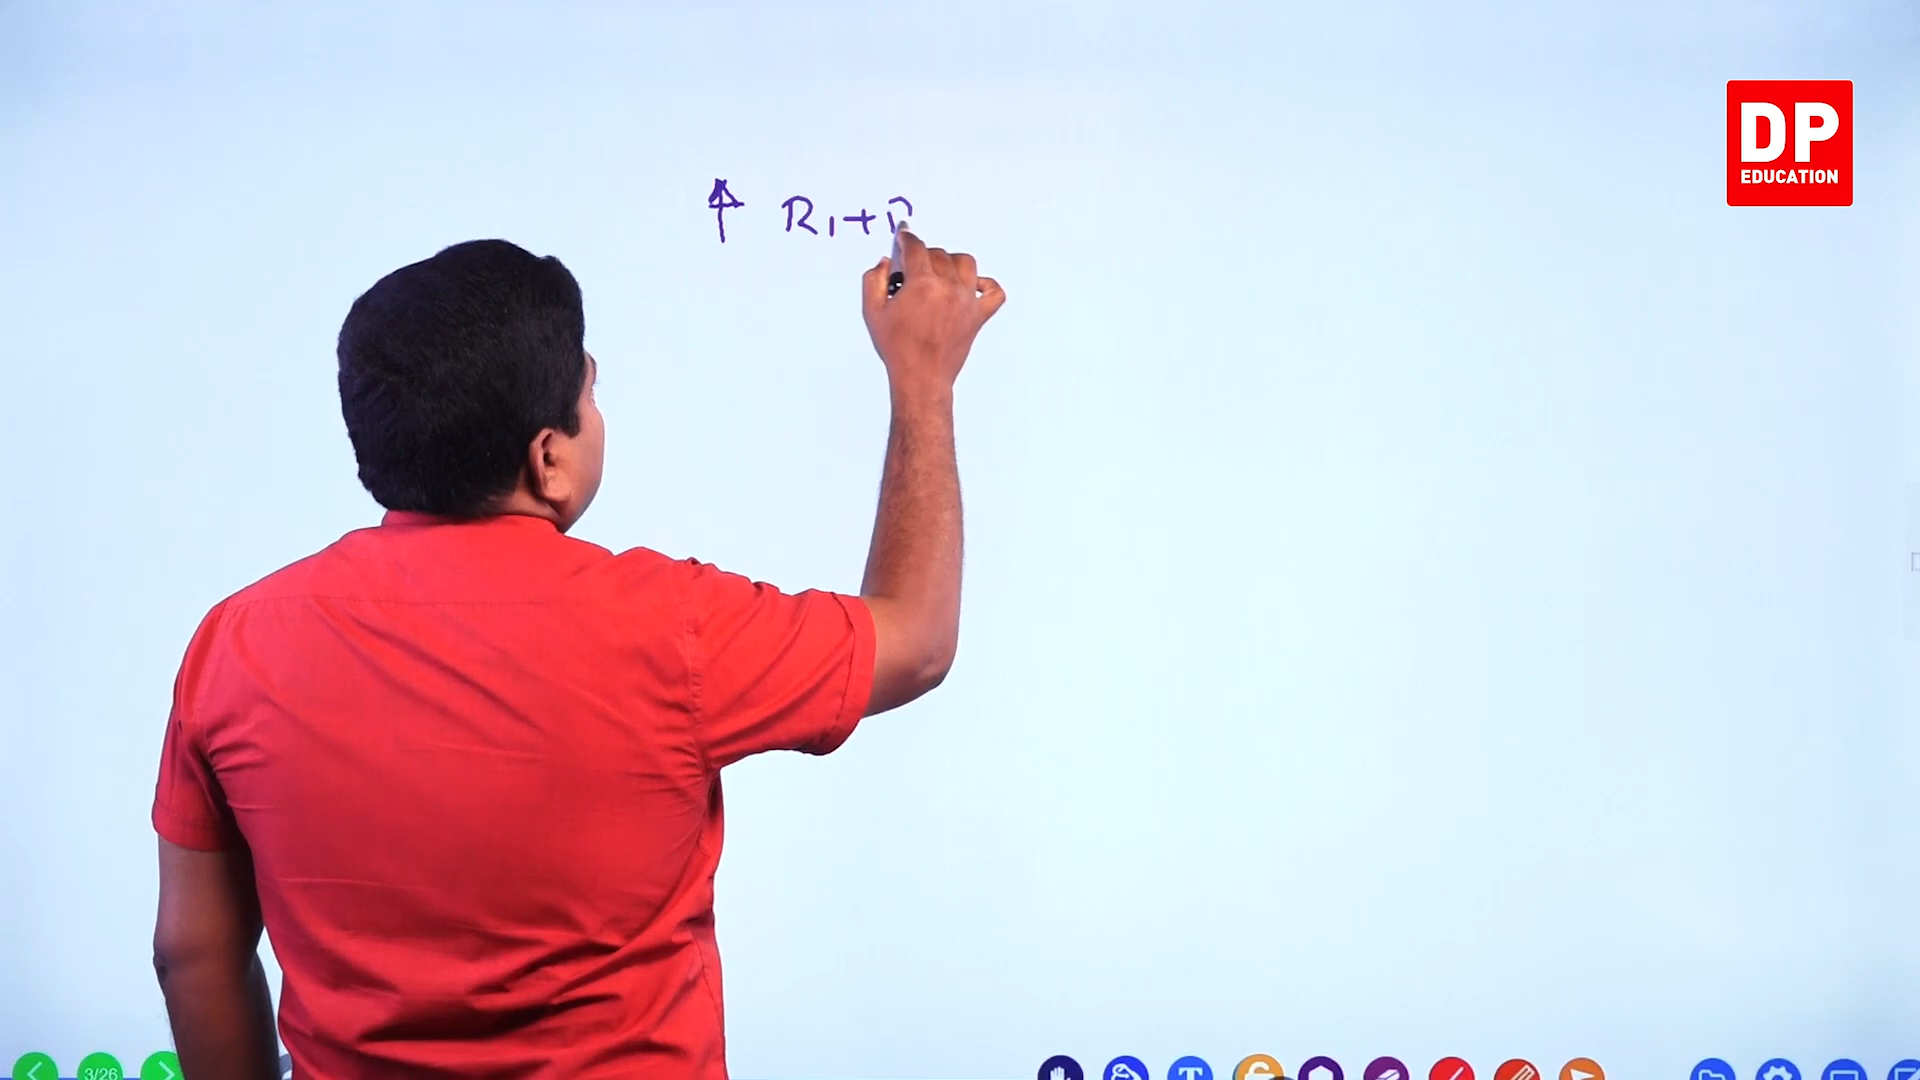 DP
EDUCATION
↑ R₁+R
3/26
T